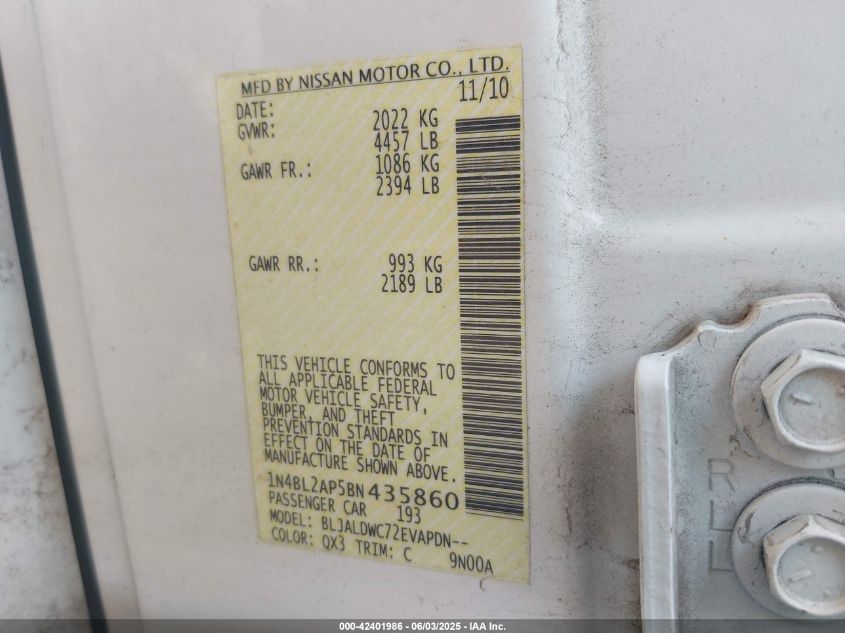 MFD BY NISSAN MOTOR CO., LTD.
DATE: 11/10
GVWR: 2022 KG
4457 LB
GAWR FR.: 1086 KG
2394 LB
GAWR RR.: 993 KG
2189 LB
THIS VEHICLE CONFORMS TO
ALL APPLICABLE FEDERAL
MOTOR VEHICLE SAFETY,
BUMPER, AND THEFT
PREVENTION STANDARDS IN
EFFECT ON THE DATE OF
MANUFACTURE SHOWN ABOVE.
1N4BL2AP5BN435860
PASSENGER CAR 193
MODEL: BLJALDWC72EVAPDN--
COLOR: QX3 TRIM: C 9N00A
R
L
L
000-42401986 - 06/03/2025 - IAA Inc.